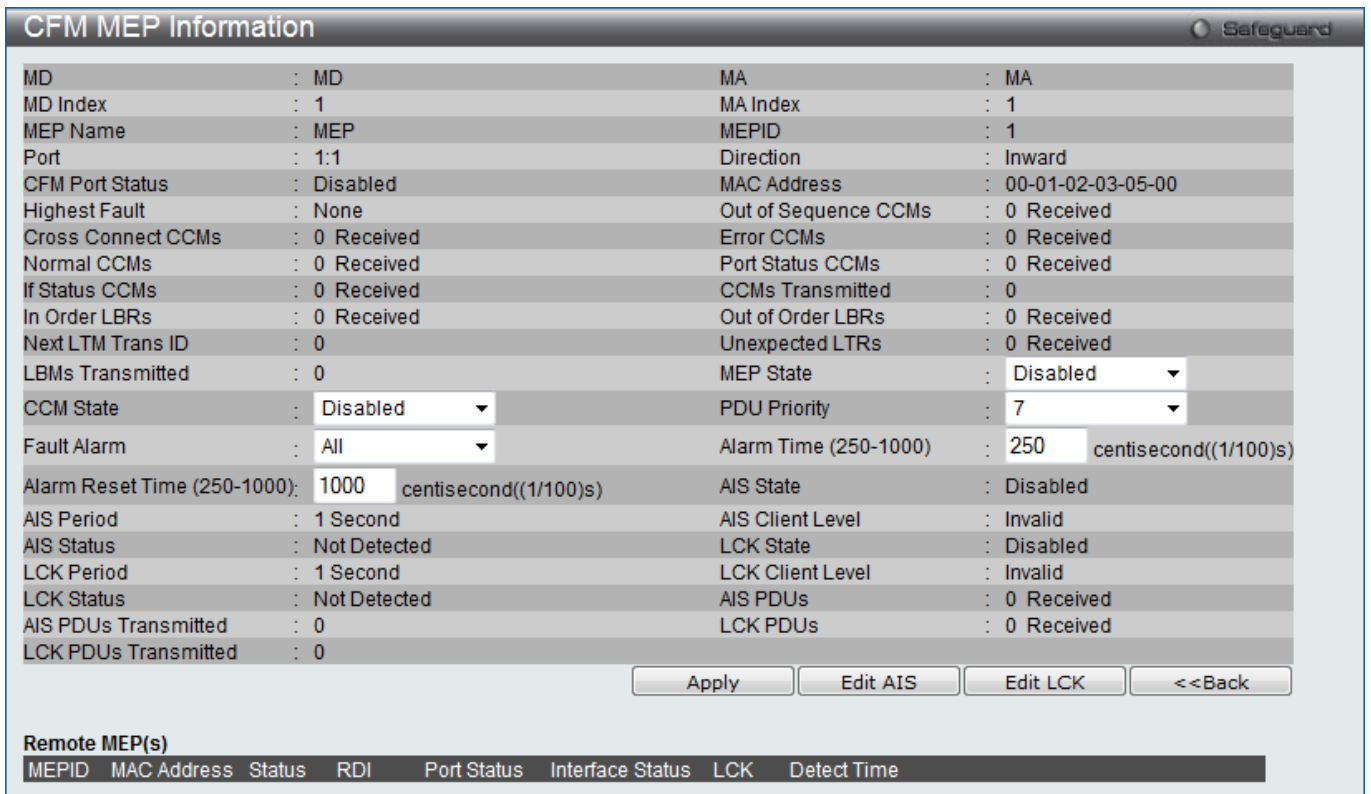 CFM MEP Information Safeguard
MD : MD MA : MA
MD Index : 1 MA Index : 1
MEP Name : MEP MEPID : 1
Port : 1:1 Direction : Inward
CFM Port Status : Disabled MAC Address : 00-01-02-03-05-00
Highest Fault : None Out of Sequence CCMs : 0 Received
Cross Connect CCMs : 0 Received Error CCMs : 0 Received
Normal CCMs : 0 Received Port Status CCMs : 0 Received
If Status CCMs : 0 Received CCMs Transmitted : 0
In Order LBRs : 0 Received Out of Order LBRs : 0 Received
Next LTM Trans ID : 0 Unexpected LTRs : 0 Received
LBMs Transmitted : 0 MEP State : Disabled
CCM State : Disabled PDU Priority : 7
Fault Alarm : All Alarm Time (250-1000) : 250 centisecond((1/100)s)
Alarm Reset Time (250-1000): 1000 centisecond((1/100)s) AIS State : Disabled
AIS Period : 1 Second AIS Client Level : Invalid
AIS Status : Not Detected LCK State : Disabled
LCK Period : 1 Second LCK Client Level : Invalid
LCK Status : Not Detected AIS PDUs : 0 Received
AIS PDUs Transmitted : 0 LCK PDUs : 0 Received
LCK PDUs Transmitted : 0
Apply Edit AIS Edit LCK <<Back
Remote MEP(s)
MEPID MAC Address Status RDI Port Status Interface Status LCK Detect Time